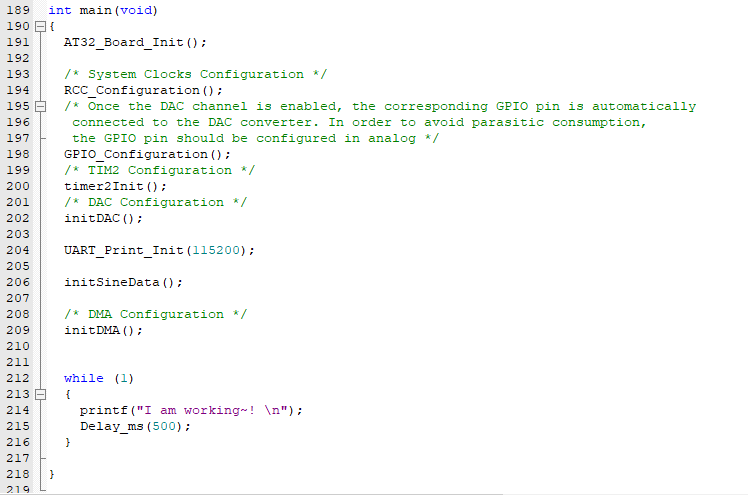 189 int main(void)
190 {
191 AT32_Board_Init();
192
193 /* System Clocks Configuration */
194 RCC_Configuration();
195 /* Once the DAC channel is enabled, the corresponding GPIO pin is automatically
196 connected to the DAC converter. In order to avoid parasitic consumption,
197 the GPIO pin should be configured in analog */
198 GPIO_Configuration();
199 /* TIM2 Configuration */
200 timer2Init();
201 /* DAC Configuration */
202 initDAC();
203
204 UART_Print_Init(115200);
205
206 initSineData();
207
208 /* DMA Configuration */
209 initDMA();
210
211
212 while (1)
213 {
214 printf("I am working~! \n");
215 Delay_ms(500);
216 }
217
218 }
219